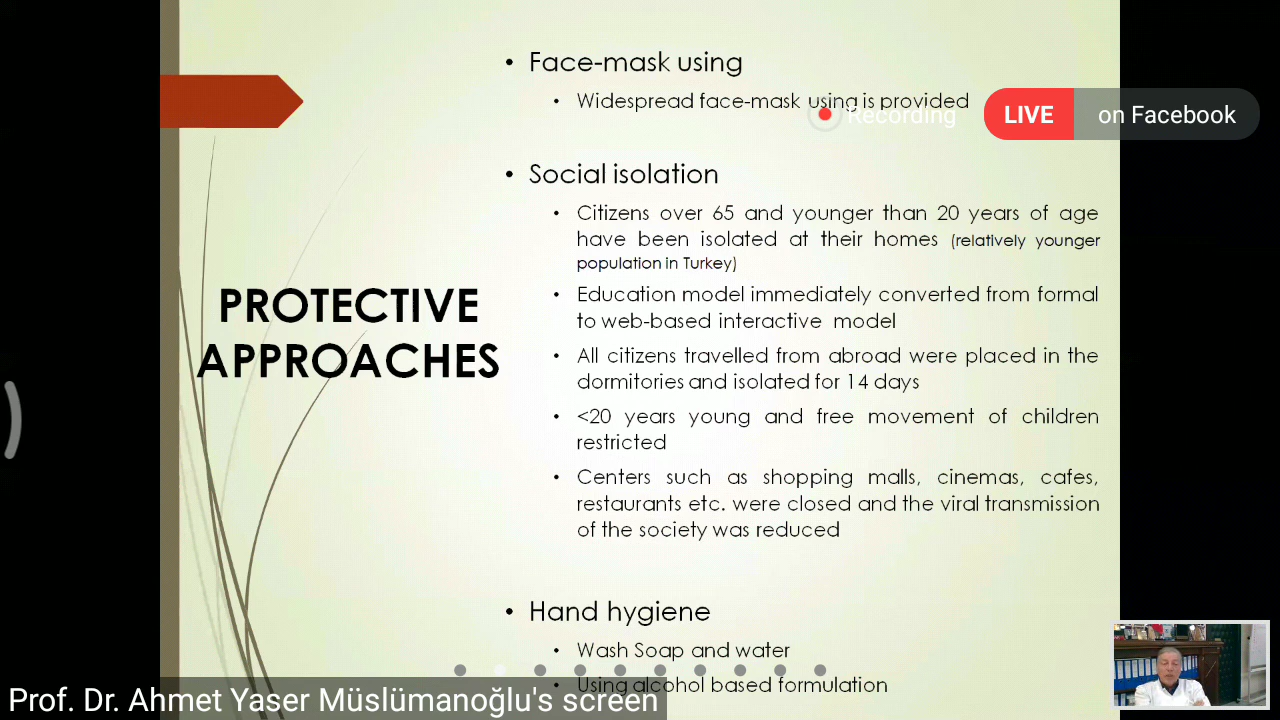 Face-mask using
Widespread face-mask using is provided
Recording
LIVE on Facebook
Social isolation
Citizens over 65 and younger than 20 years of age
have been isolated at their homes (relatively younger
population in Turkey)
Education model immediately converted from formal
to web-based interactive model
PROTECTIVE
APPROACHES
All citizens travelled from abroad were placed in the
dormitories and isolated for 14 days
<20 years young and free movement of children
restricted
Centers such as shopping malls, cinemas, cafes,
restaurants etc. were closed and the viral transmission
of the society was reduced
Hand hygiene
Wash Soap and water
Using alcohol based formulation
Prof. Dr. Ahmet Yaser Müslümanoğlu's screen